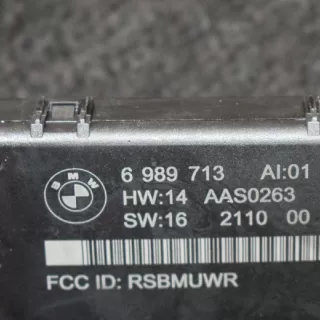 BMW
6 989 713 AI:01
HW:14 AAS0263
SW:16 2110 00
FCC ID: RSBMUWR